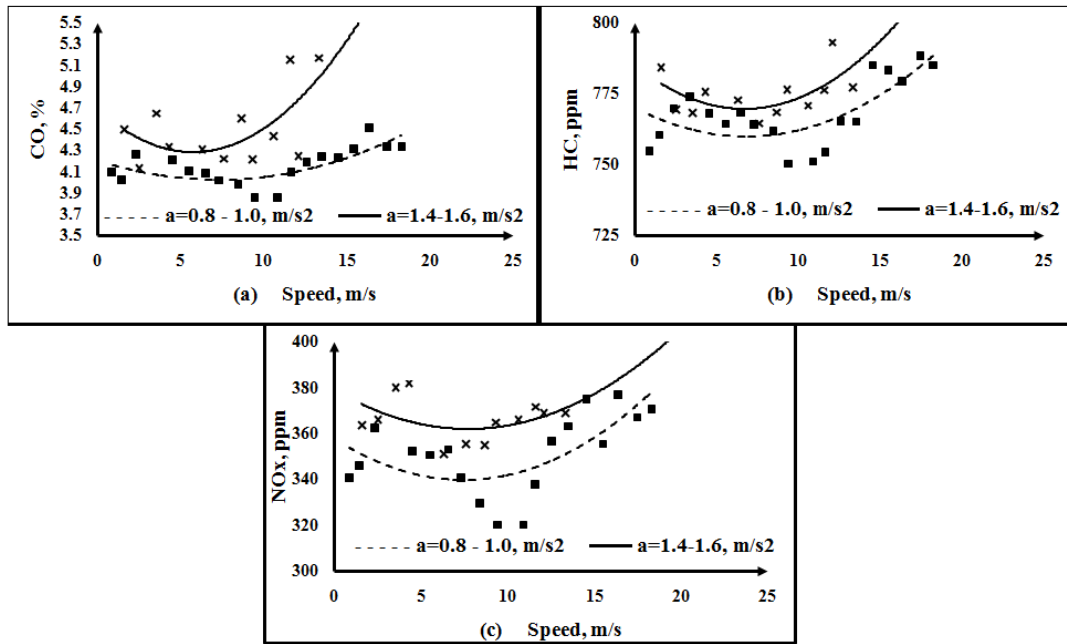 5.5
5.3
5.1
4.9
4.7
4.5
4.3
4.1
3.9
3.7
3.5
CO, %
a=0.8 - 1.0, m/s2 a=1.4-1.6, m/s2
0 5 10 15 20 25
(a) Speed, m/s
800
775
750
725
HC, ppm
a=0.8 - 1.0, m/s2 a=1.4-1.6, m/s2
0 5 10 15 20 25
(b) Speed, m/s
400
380
360
340
320
300
NOx, ppm
a=0.8 - 1.0, m/s2 a=1.4-1.6, m/s2
0 5 10 15 20 25
(c) Speed, m/s